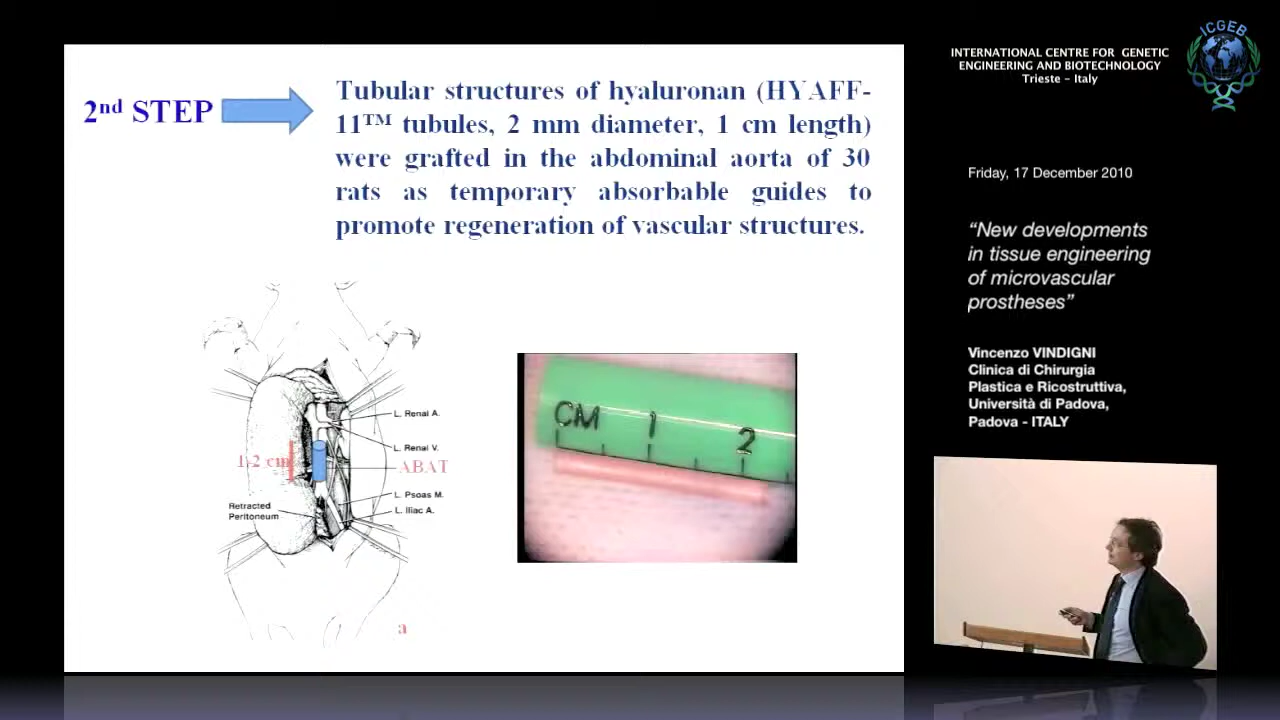 2nd STEP
Tubular structures of hyaluronan (HYAFF-
11™ tubules, 2 mm diameter, 1 cm length)
were grafted in the abdominal aorta of 30
rats as temporary absorbable guides to
promote regeneration of vascular structures.
L. Renal A.
L. Renal V.
ABAT
L. Psoas M.
L. Iliac A.
Retracted
Peritoneum
a
CM 1 2
INTERNATIONAL CENTRE FOR GENETIC
ENGINEERING AND BIOTECHNOLOGY
Trieste - Italy
ICGEB
Friday, 17 December 2010
“New developments
in tissue engineering
of microvascular
prostheses”
Vincenzo VINDIGNI
Clinica di Chirurgia
Plastica e Ricostruttiva,
Università di Padova,
Padova - ITALY